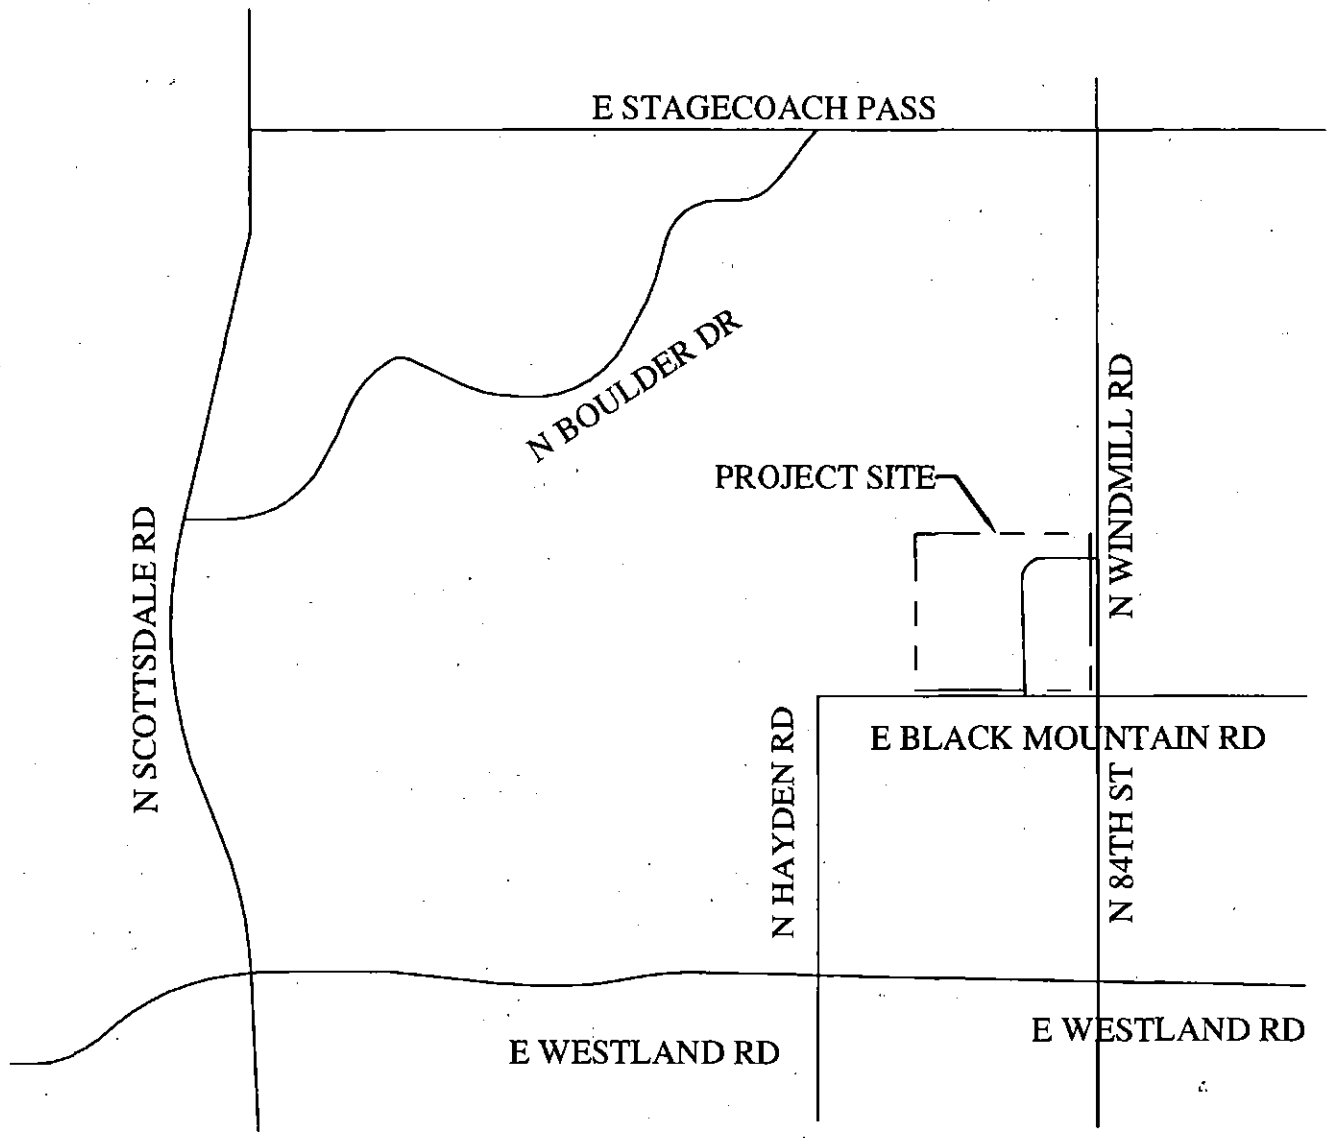 E STAGECOACH PASS
N BOULDER DR
N WINDMILL RD
PROJECT SITE
N SCOTTSDALE RD
N HAYDEN RD
E BLACK MOUNTAIN RD
N 84TH ST
E WESTLAND RD
E WESTLAND RD